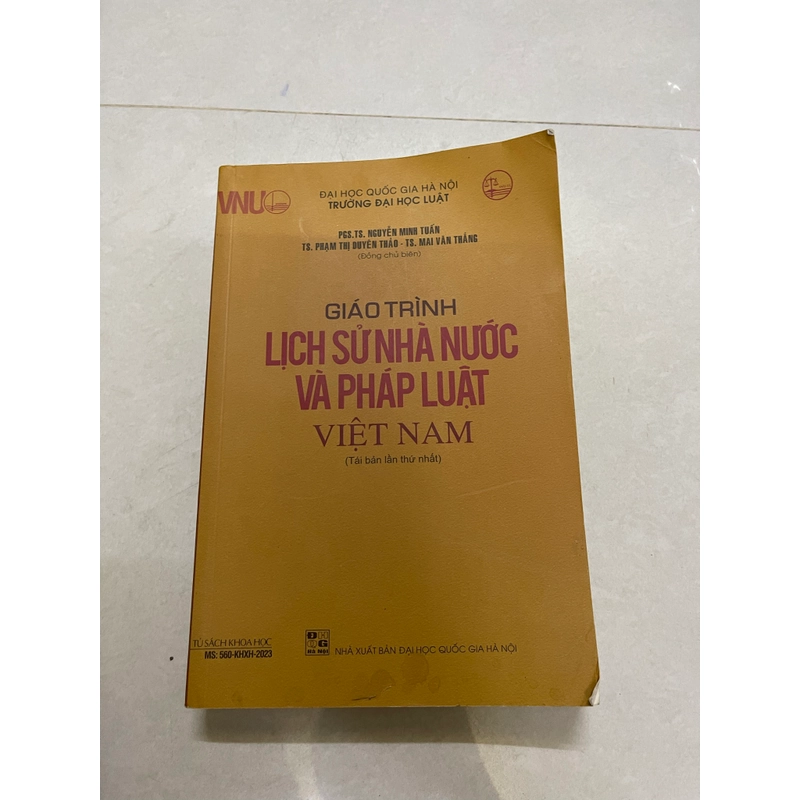 VNU
ĐẠI HỌC QUỐC GIA HÀ NỘI
TRƯỜNG ĐẠI HỌC LUẬT
PGS.TS. NGUYỄN MINH TUẤN
TS. PHẠM THỊ DUYÊN THẢO - TS. MAI VĂN THẮNG
(Đồng chủ biên)
GIÁO TRÌNH
LỊCH SỬ NHÀ NƯỚC
VÀ PHÁP LUẬT
VIỆT NAM
(Tái bản lần thứ nhất)
TỦ SÁCH KHOA HỌC
MS: 560-KHXH-2023
ĐHQG
HÀ NỘI
NHÀ XUẤT BẢN ĐẠI HỌC QUỐC GIA HÀ NỘI